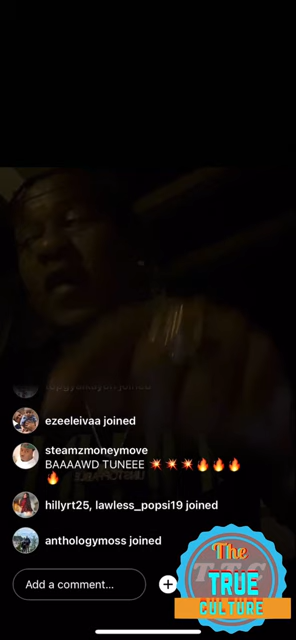 ezeeleivaa joined
steamzmoneymove
BAAAAWD TUNEEE 💥💥💥🔥🔥🔥
🔥
hillyrt25, lawless_popsi19 joined
anthologymoss joined
Add a comment...
The
TRUE
CULTURE